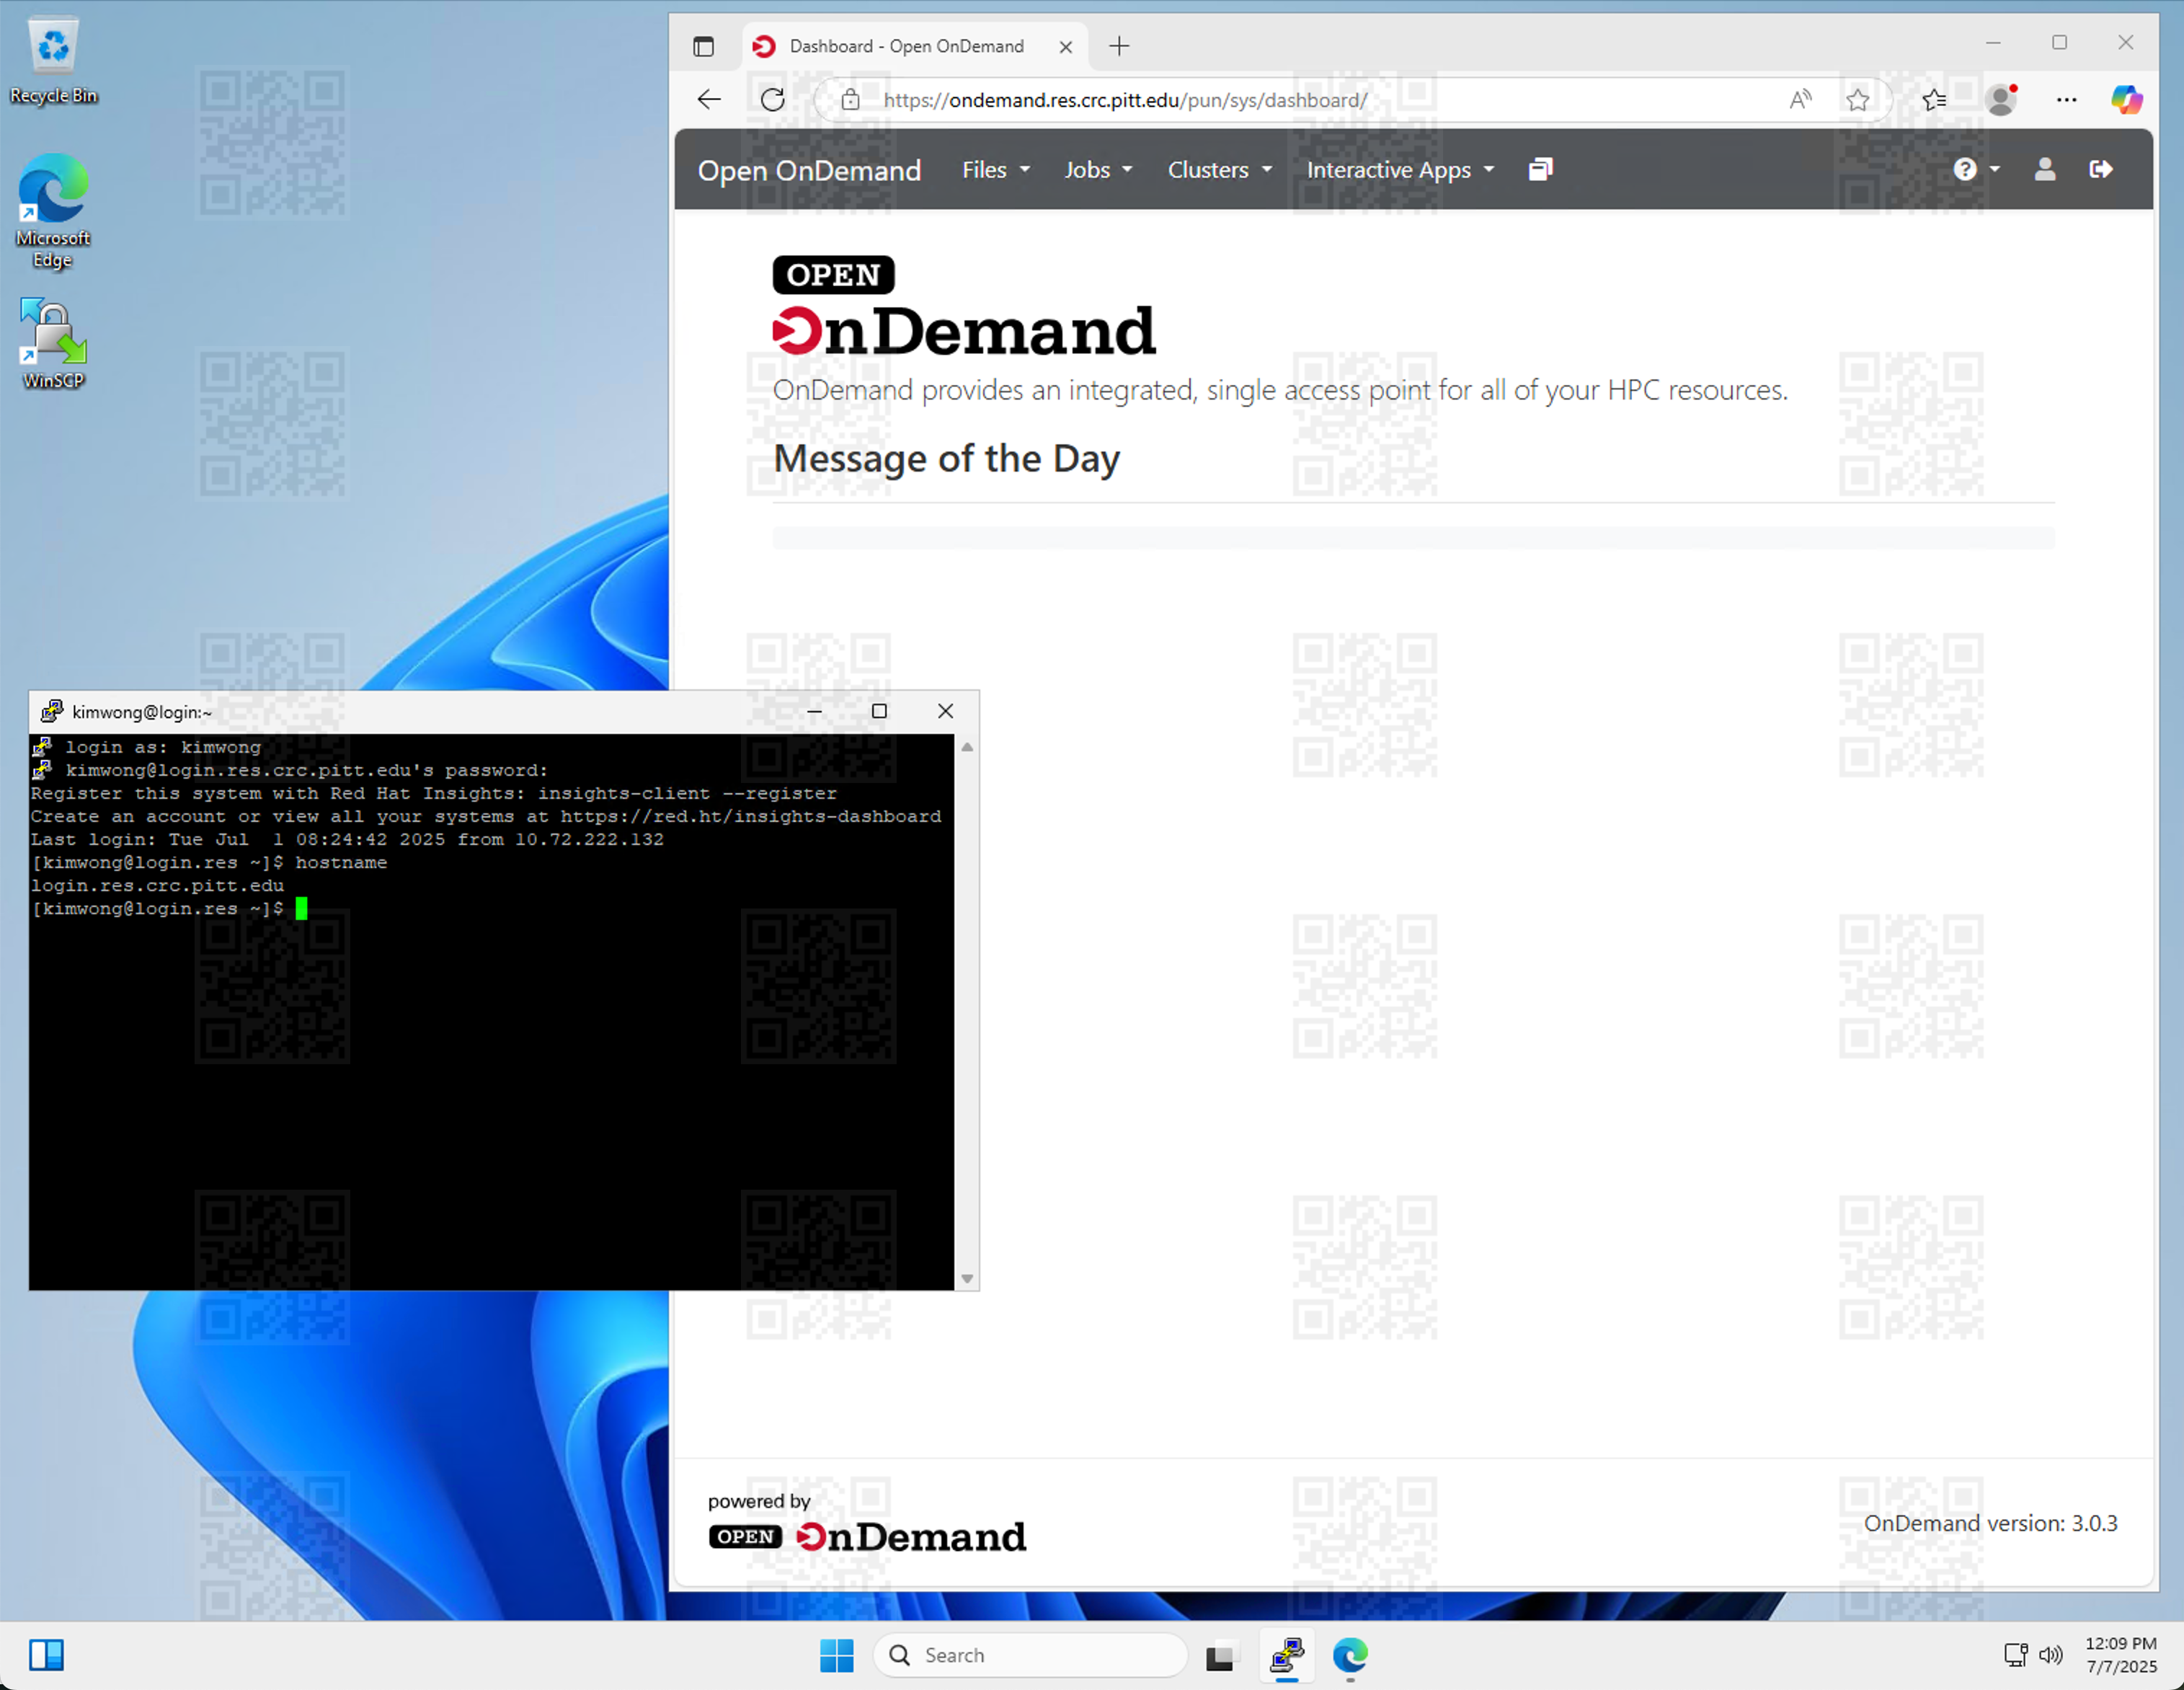 Recycle Bin
Microsoft
Edge
WinSCP
Dashboard - Open OnDemand
https://ondemand.res.crc.pitt.edu/pun/sys/dashboard/
Open OnDemand Files Jobs Clusters Interactive Apps
OPEN
OnDemand
OnDemand provides an integrated, single access point for all of your HPC resources.
Message of the Day
kimwong@login:~
login as: kimwong
kimwong@login.res.crc.pitt.edu's password:
Register this system with Red Hat Insights: insights-client --register
Create an account or view all your systems at https://red.ht/insights-dashboard
Last login: Tue Jul  1 08:24:42 2025 from 10.72.222.132
[kimwong@login.res ~]$ hostname
login.res.crc.pitt.edu
[kimwong@login.res ~]$
powered by
OPEN OnDemand
OnDemand version: 3.0.3
Search
12:09 PM
7/7/2025